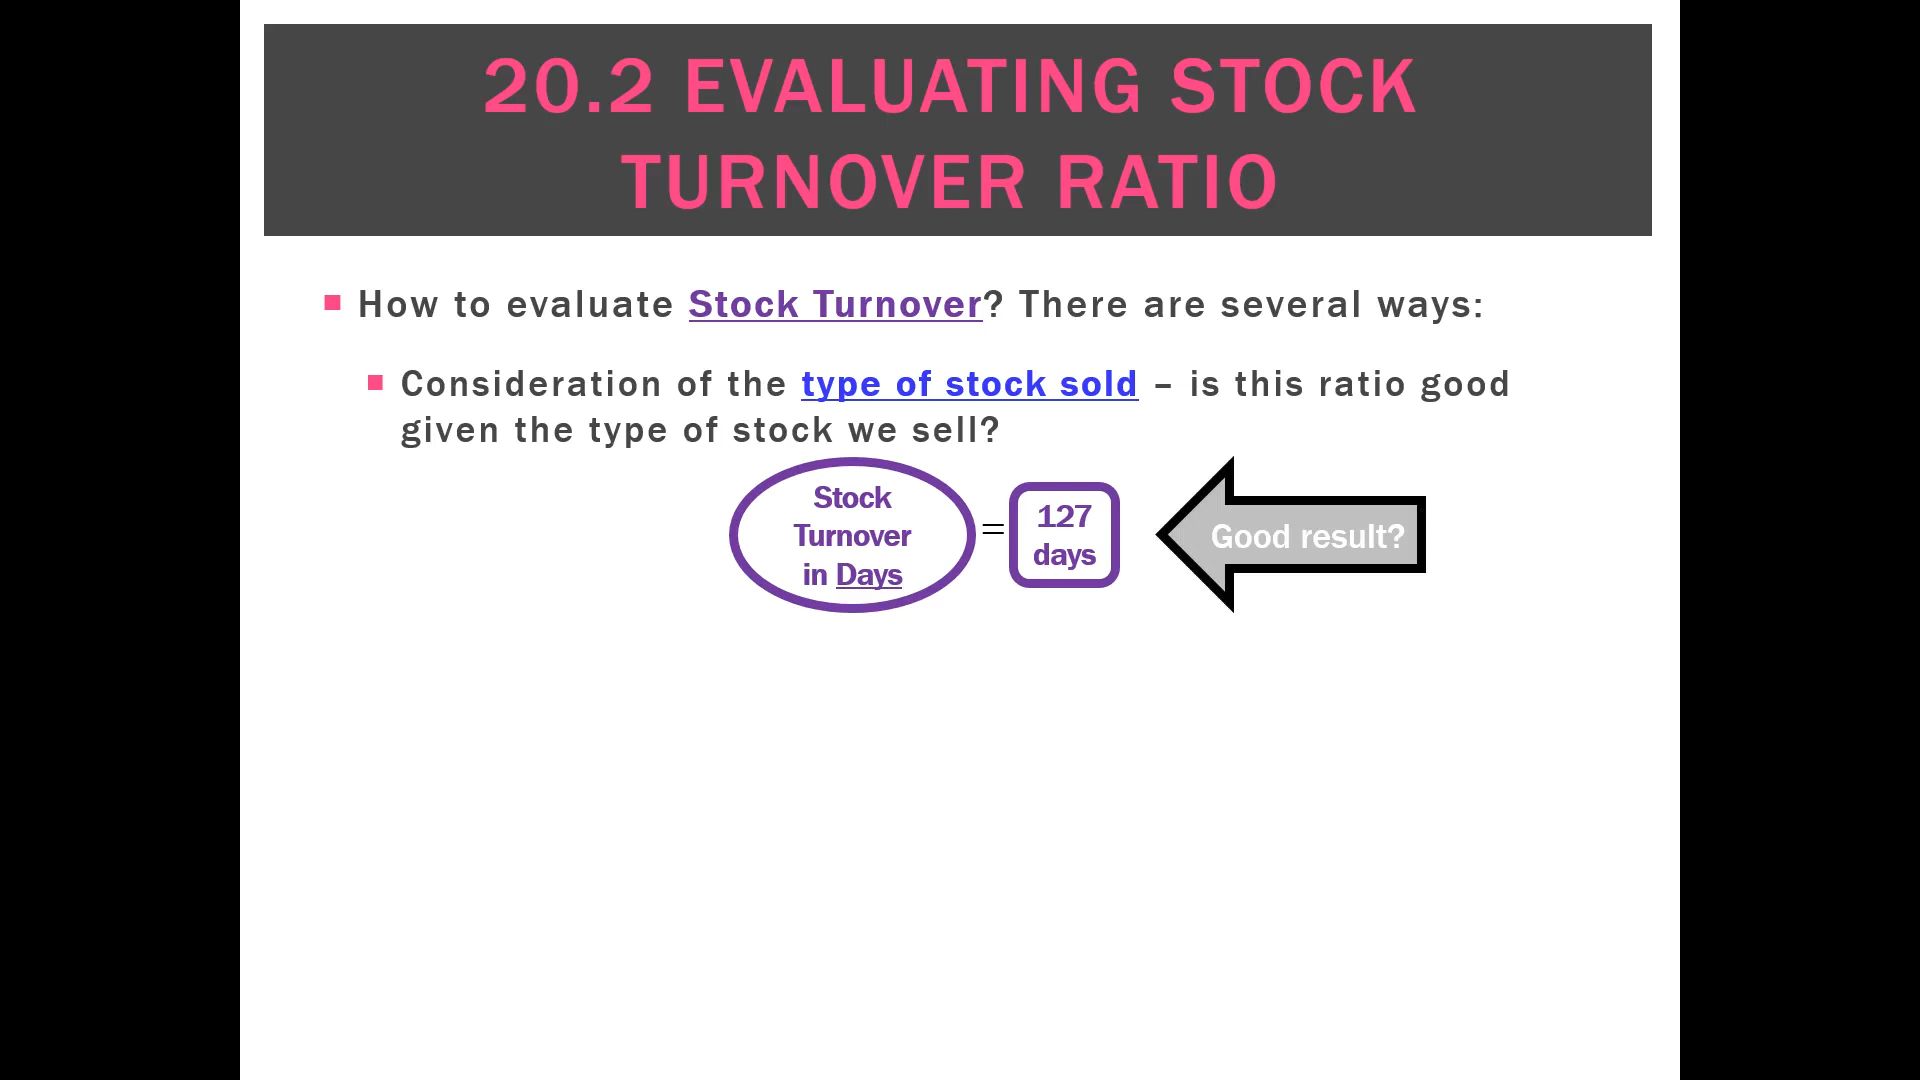 20.2 EVALUATING STOCK
TURNOVER RATIO
How to evaluate Stock Turnover? There are several ways:
Consideration of the type of stock sold – is this ratio good
given the type of stock we sell?
Stock
Turnover
in Days
=
127
days
Good result?